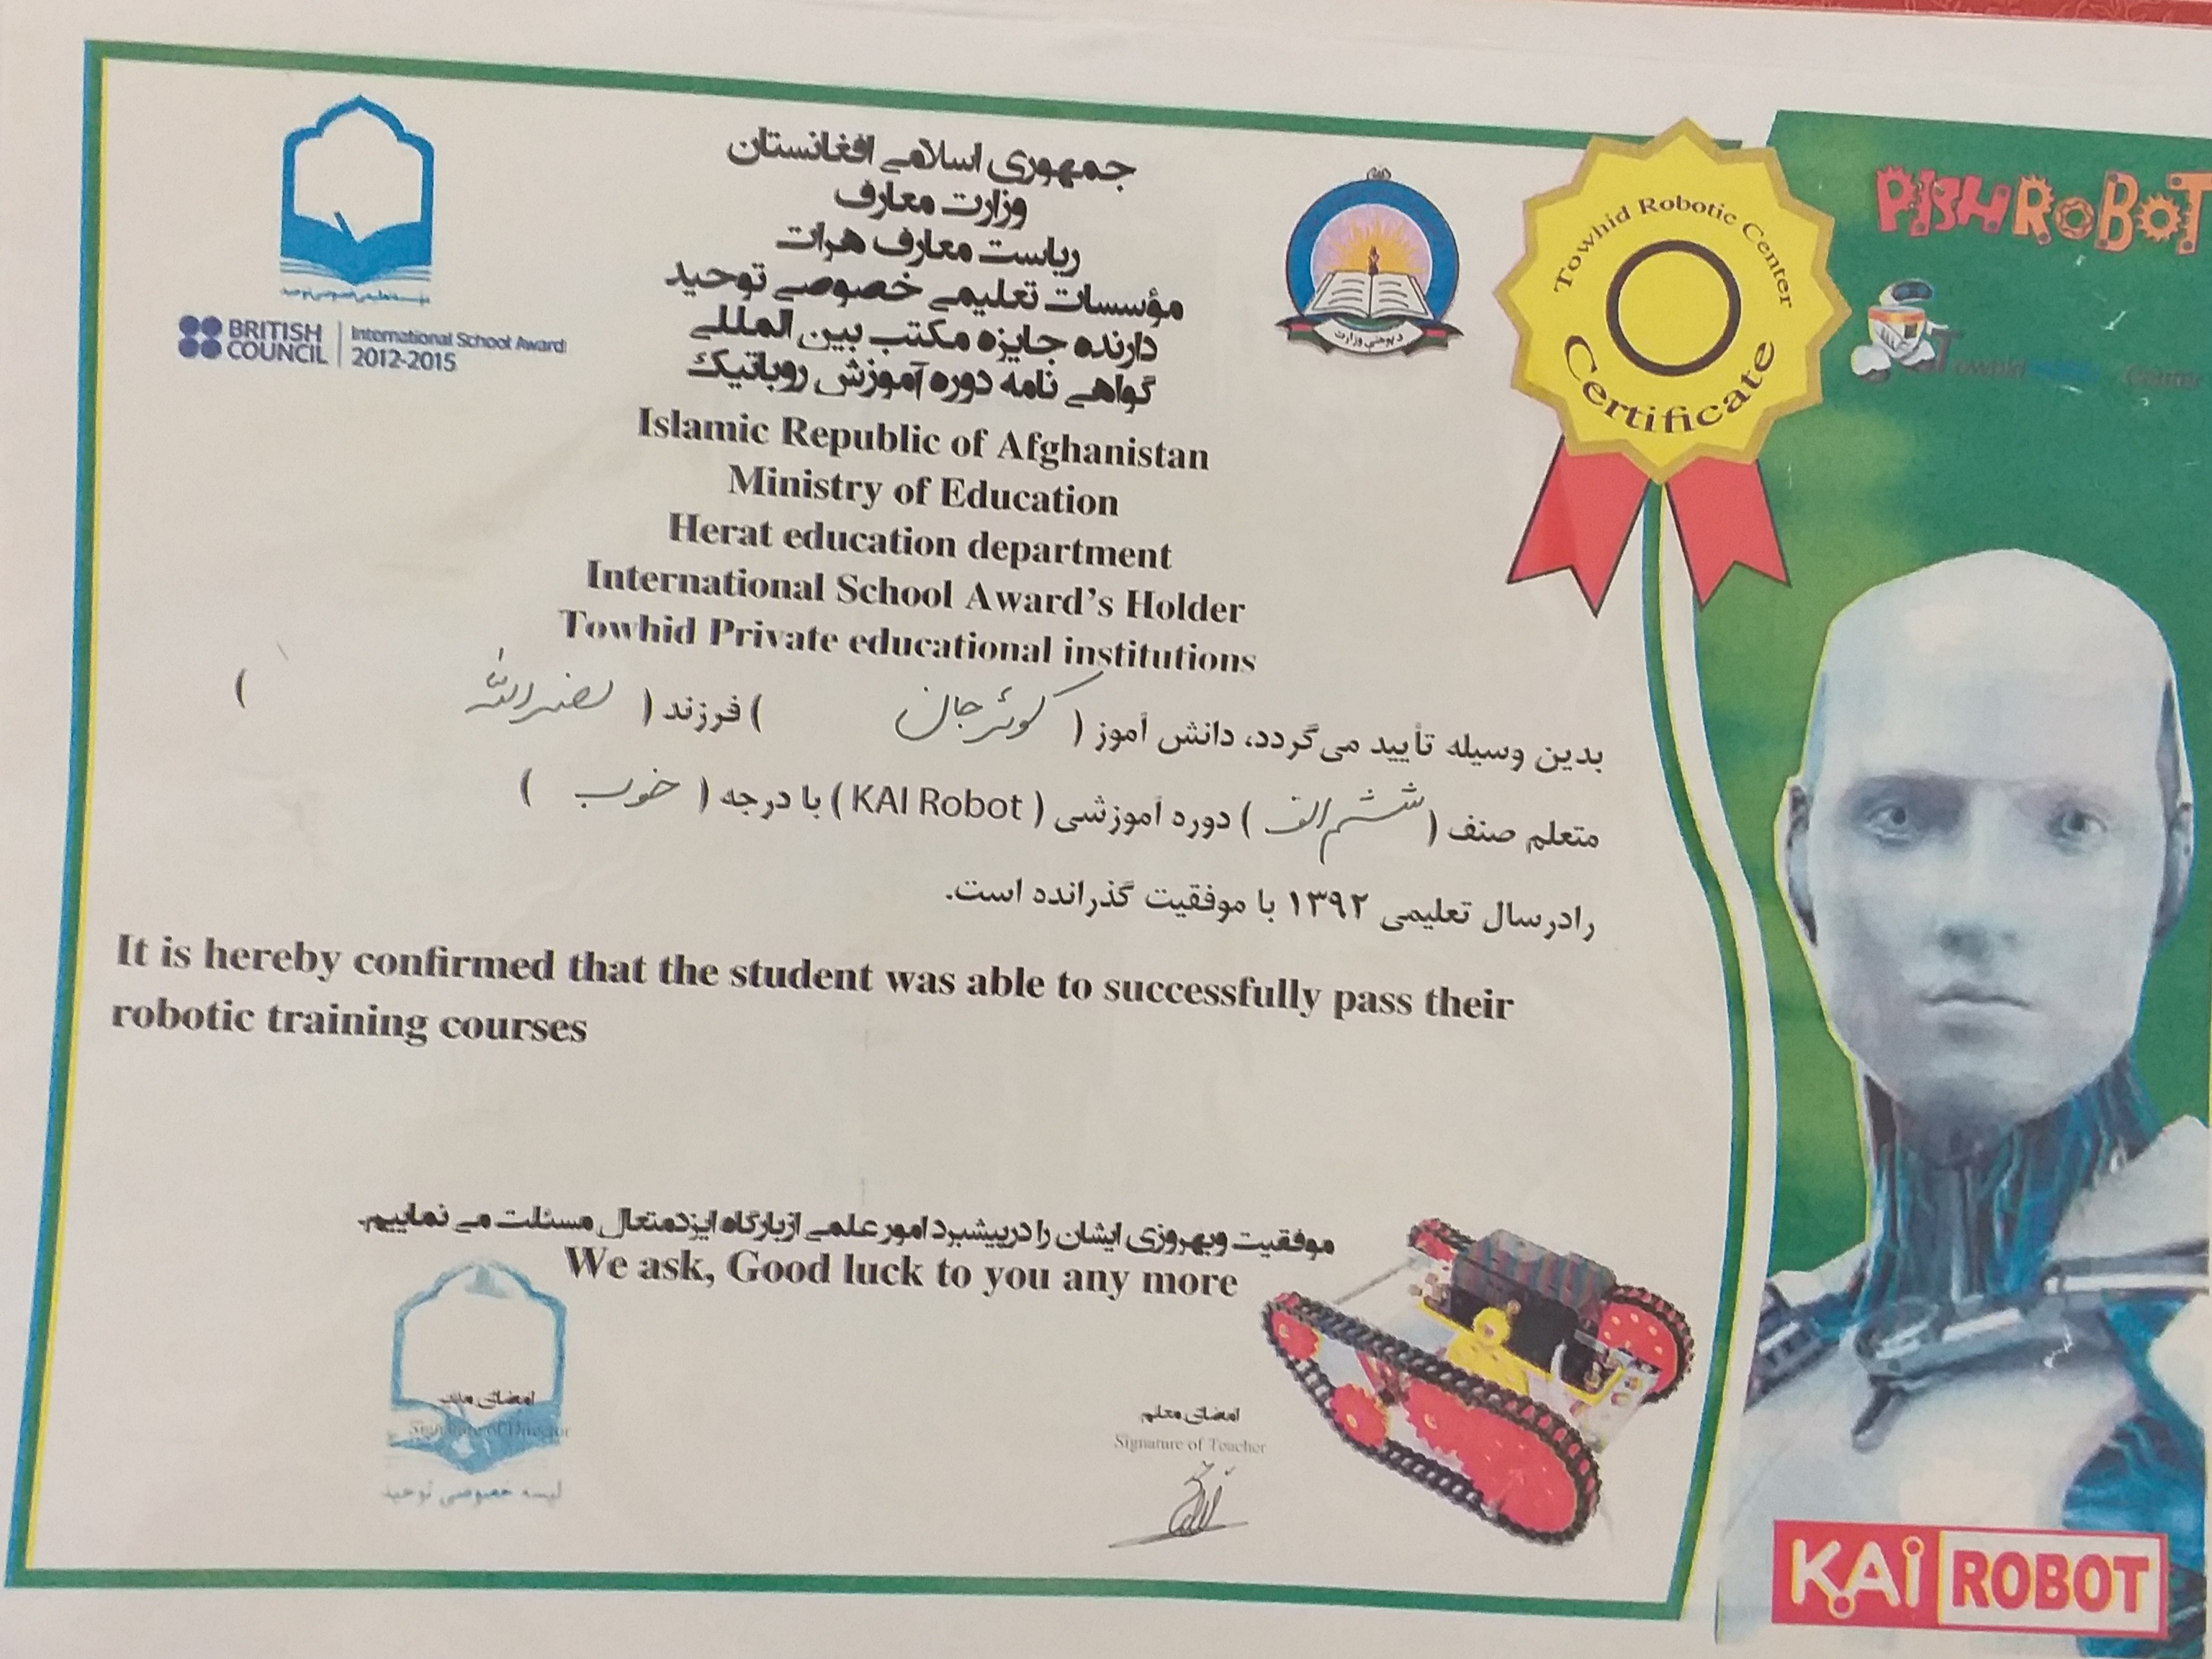 جمهوری اسلامی افغانستان
وزارت معارف
ریاست معارف هرات
مؤسسات تعلیمی خصوصی توحید
دارنده جایزه مکتب بین المللی
گواهی نامه دوره آموزش روباتیک
مؤسسه تعلیمی خصوصی توحید
BRITISH COUNCIL
International School Award
2012-2015
د پوهنې وزارت
Towhid Robotic Center
Certificate
PISHROBOT
Towhid Center
Islamic Republic of Afghanistan
Ministry of Education
Herat education department
International School Award's Holder
Towhid Private educational institutions
بدین وسیله تأیید می‌گردد، دانش آموز ( کوثر جان ) فرزند ( نصرالله )
متعلم صنف ( ششم الف ) دوره آموزشی ( KAI Robot ) با درجه ( خوب )
رادرسال تعلیمی ۱۳۹۲ با موفقیت گذرانده است.
It is hereby confirmed that the student was able to successfully pass their
robotic training courses
موفقیت وبهروزی ایشان را درپیشبرد امور علمی ازبارگاه ایزدمتعال مسئلت می نماییم.
We ask, Good luck to you any more
امضای مدیر
Signature of Director
لیسه خصوصی توحید
امضای معلم
Signature of Teacher
KAI ROBOT